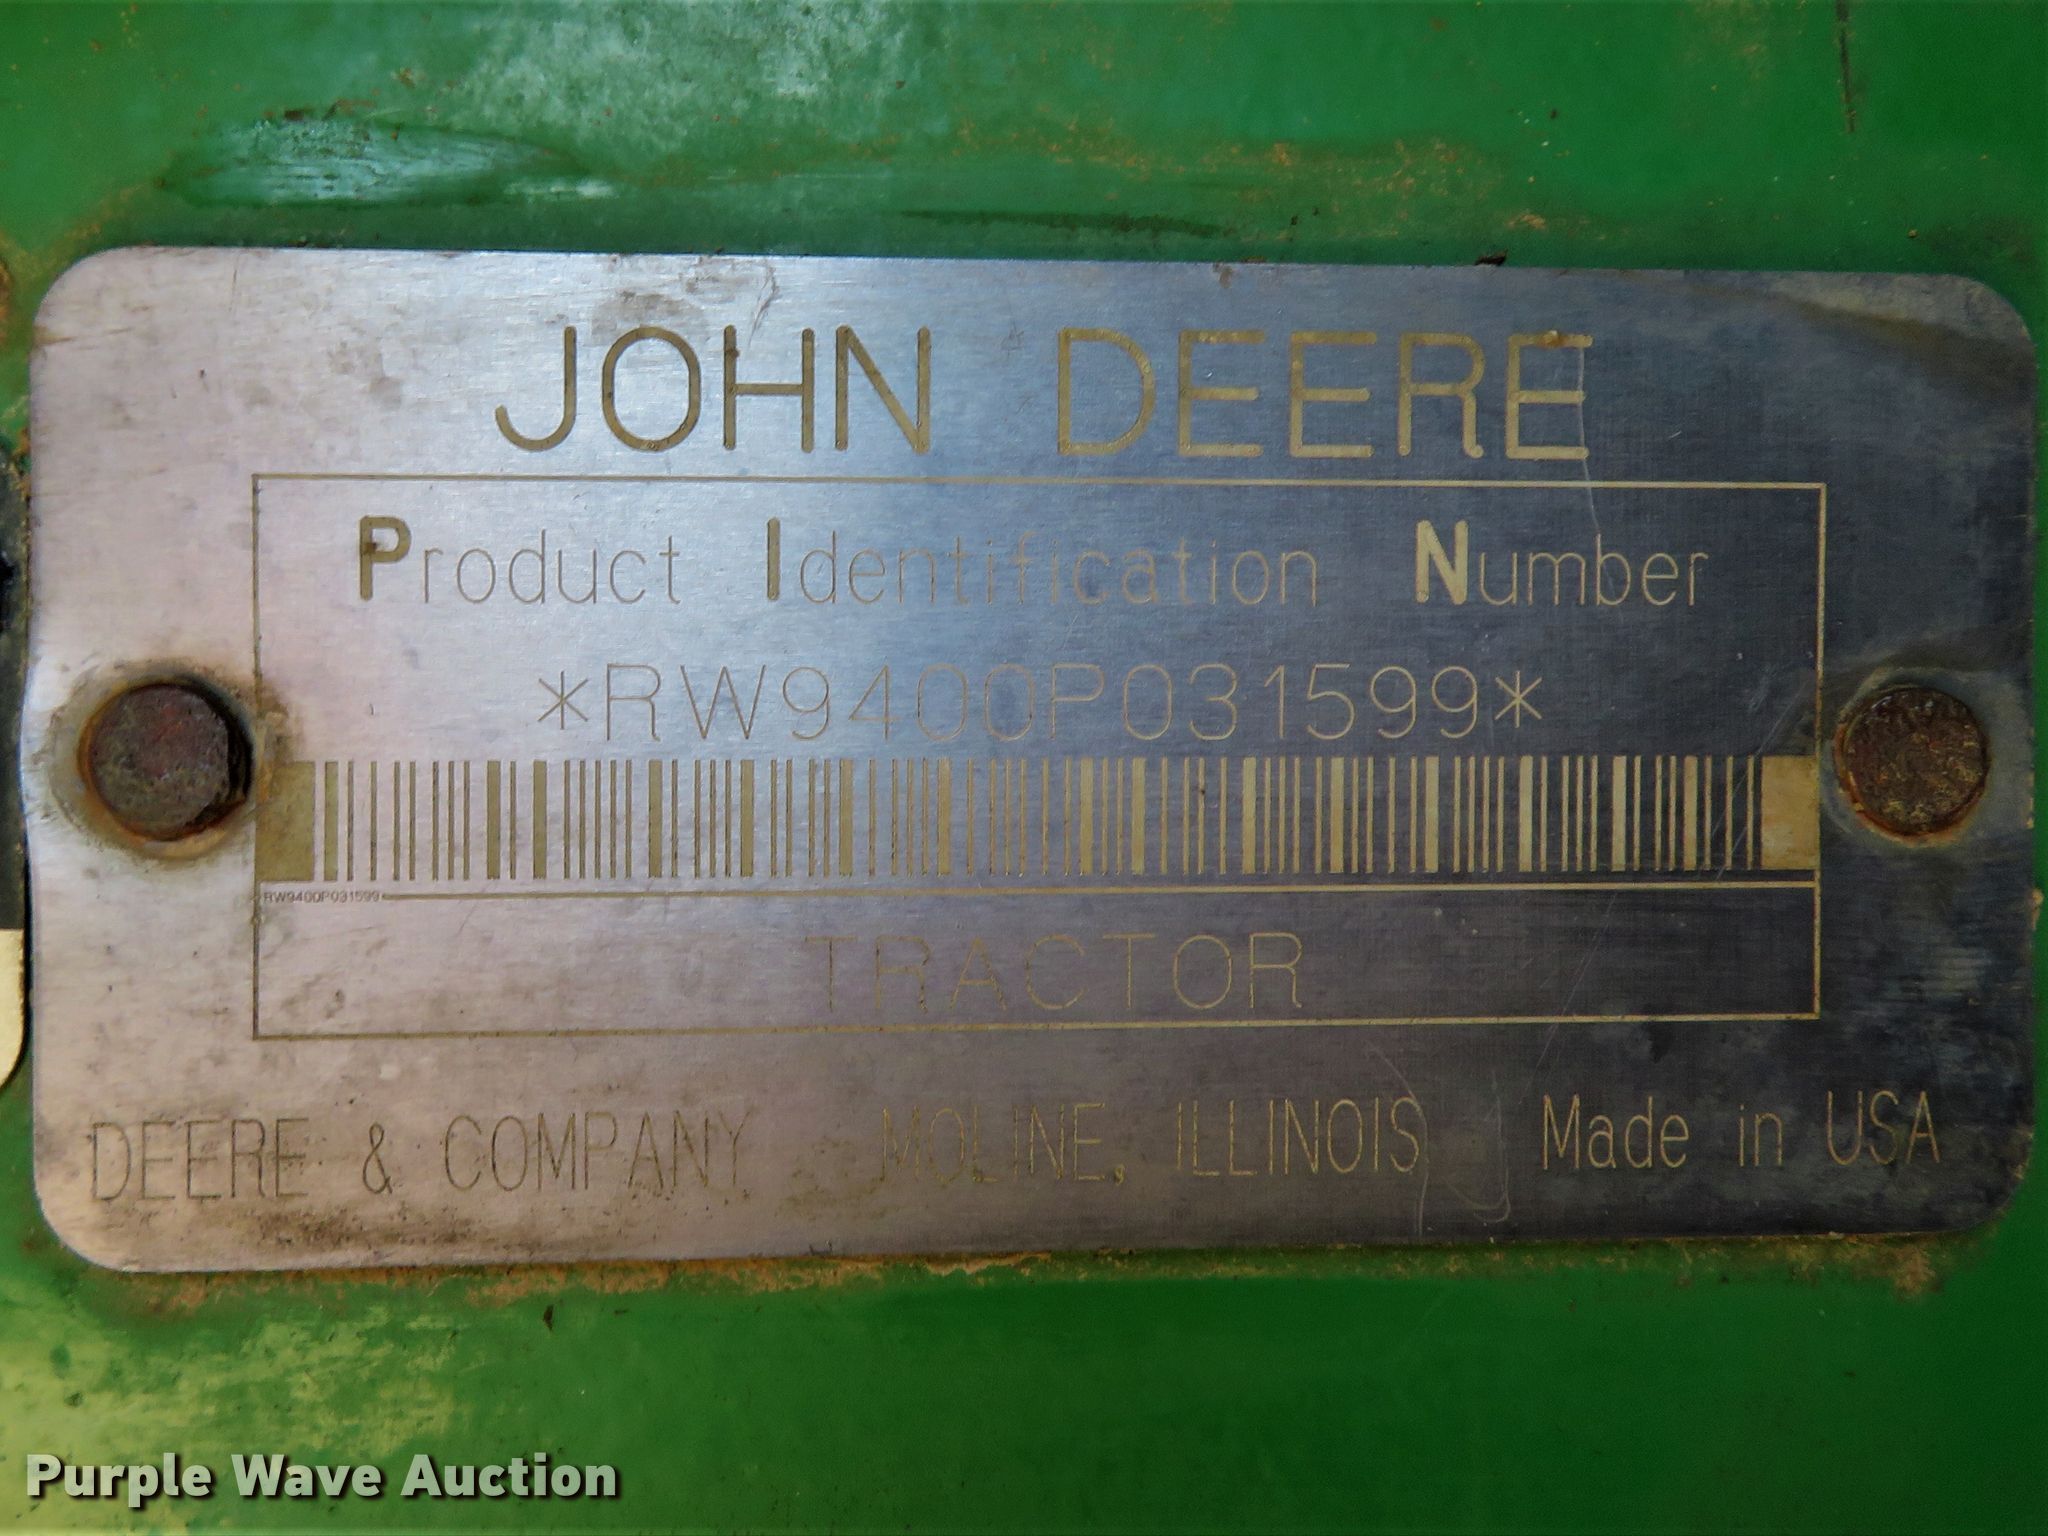 JOHN DEERE
Product Identification Number
*RW9400P031599*
RW9400P031599
TRACTOR
DEERE & COMPANY MOLINE, ILLINOIS Made in USA
Purple Wave Auction